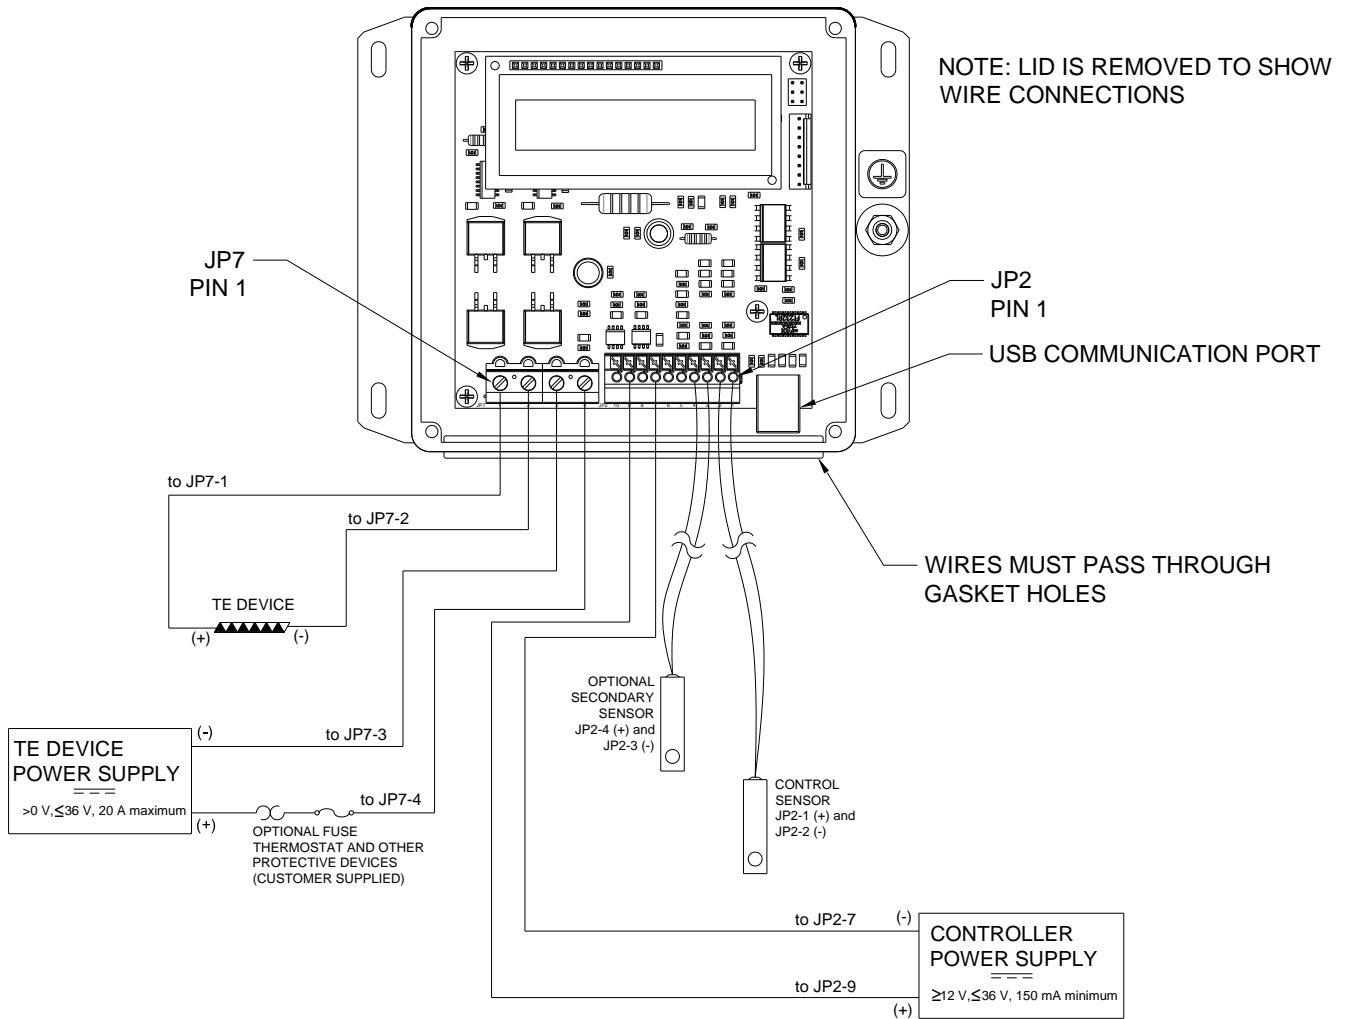 NOTE: LID IS REMOVED TO SHOW
WIRE CONNECTIONS
JP7
PIN 1
JP2
PIN 1
USB COMMUNICATION PORT
to JP7-1
to JP7-2
WIRES MUST PASS THROUGH
GASKET HOLES
TE DEVICE
(+)
(-)
OPTIONAL
SECONDARY
SENSOR
JP2-4 (+) and
JP2-3 (-)
(-)
to JP7-3
TE DEVICE
POWER SUPPLY
>0 V,≤36 V, 20 A maximum
to JP7-4
(+)
OPTIONAL FUSE
THERMOSTAT AND OTHER
PROTECTIVE DEVICES
(CUSTOMER SUPPLIED)
CONTROL
SENSOR
JP2-1 (+) and
JP2-2 (-)
to JP2-7
(-)
CONTROLLER
POWER SUPPLY
≥12 V,≤36 V, 150 mA minimum
to JP2-9
(+)